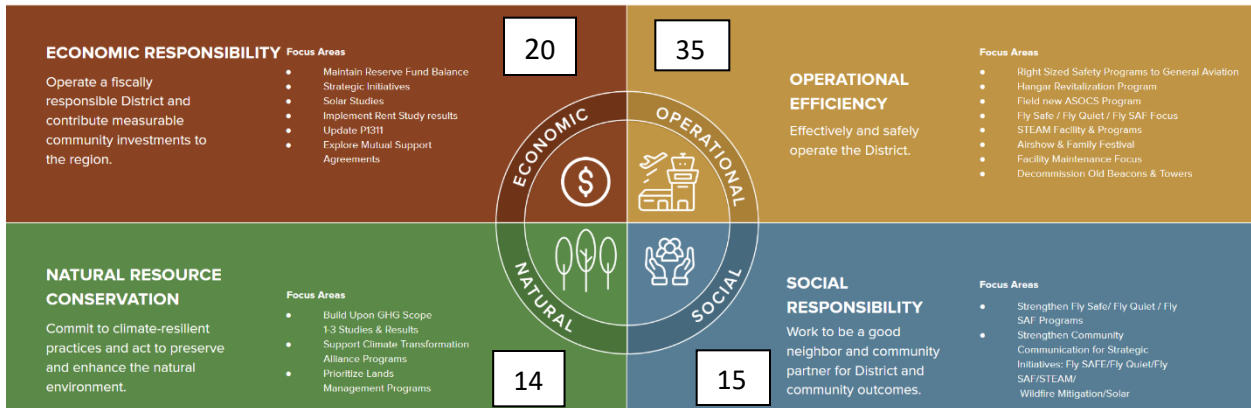 ECONOMIC RESPONSIBILITY
Operate a fiscally
responsible District and
contribute measurable
community investments to
the region.
Focus Areas
● Maintain Reserve Fund Balance
● Strategic Initiatives
● Solar Studies
● Implement Rent Study results
● Update P1311
● Explore Mutual Support
Agreements
20
35
OPERATIONAL
EFFICIENCY
Effectively and safely
operate the District.
Focus Areas
● Right Sized Safety Programs to General Aviation
● Hangar Revitalization Program
● Field new ASOCS Program
● Fly Safe / Fly Quiet / Fly SAF Focus
● STEAM Facility & Programs
● Airshow & Family Festival
● Facility Maintenance Focus
● Decommission Old Beacons & Towers
ECONOMIC
OPERATIONAL
$
NATURAL
SOCIAL
NATURAL RESOURCE
CONSERVATION
Commit to climate-resilient
practices and act to preserve
and enhance the natural
environment.
Focus Areas
● Build Upon GHG Scope
1-3 Studies & Results
● Support Climate Transformation
Alliance Programs
● Prioritize Lands
Management Programs
14
15
SOCIAL
RESPONSIBILITY
Work to be a good
neighbor and community
partner for District and
community outcomes.
Focus Areas
● Strengthen Fly Safe/ Fly Quiet / Fly
SAF Programs
● Strengthen Community
Communication for Strategic
Initiatives: Fly SAFE/Fly Quiet/Fly
SAF/STEAM/
Wildfire Mitigation/Solar